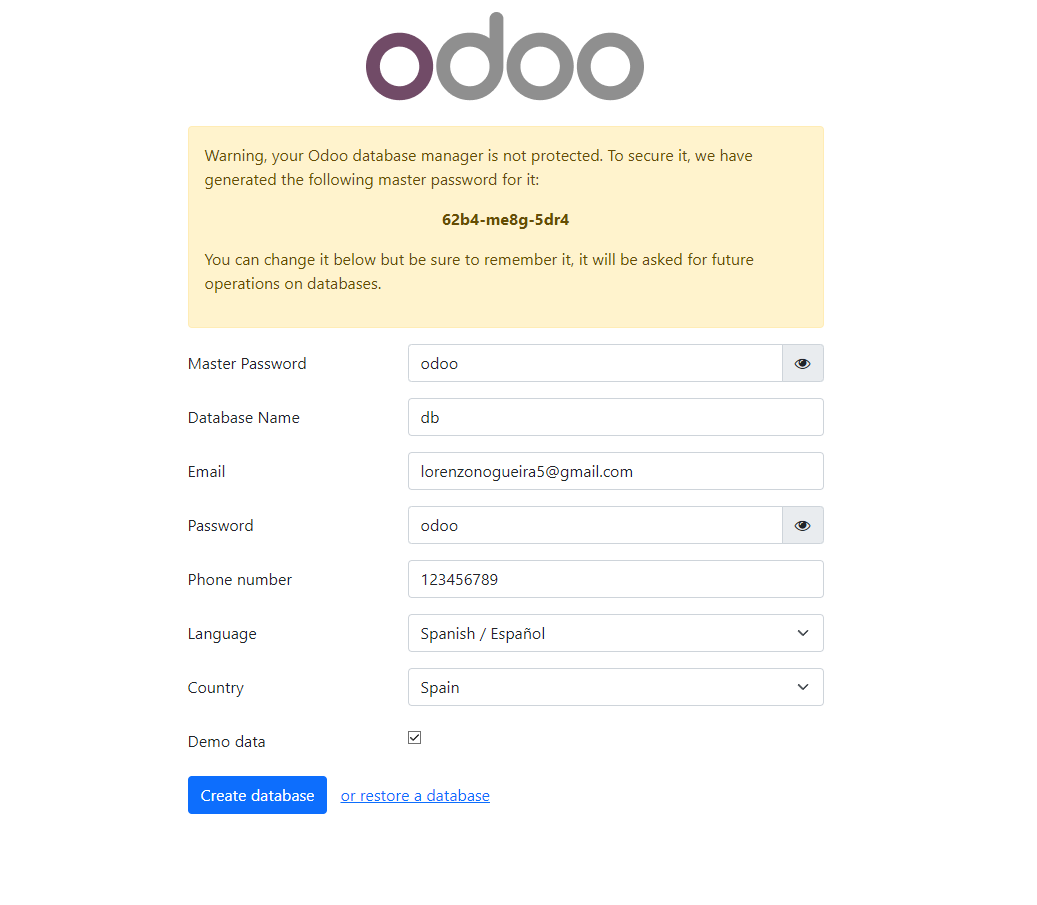 odoo
Warning, your Odoo database manager is not protected. To secure it, we have
generated the following master password for it:
62b4-me8g-5dr4
You can change it below but be sure to remember it, it will be asked for future
operations on databases.
Master Password odoo
Database Name db
Email lorenzonogueira5@gmail.com
Password odoo
Phone number 123456789
Language Spanish / Español
Country Spain
Demo data
Create database or restore a database